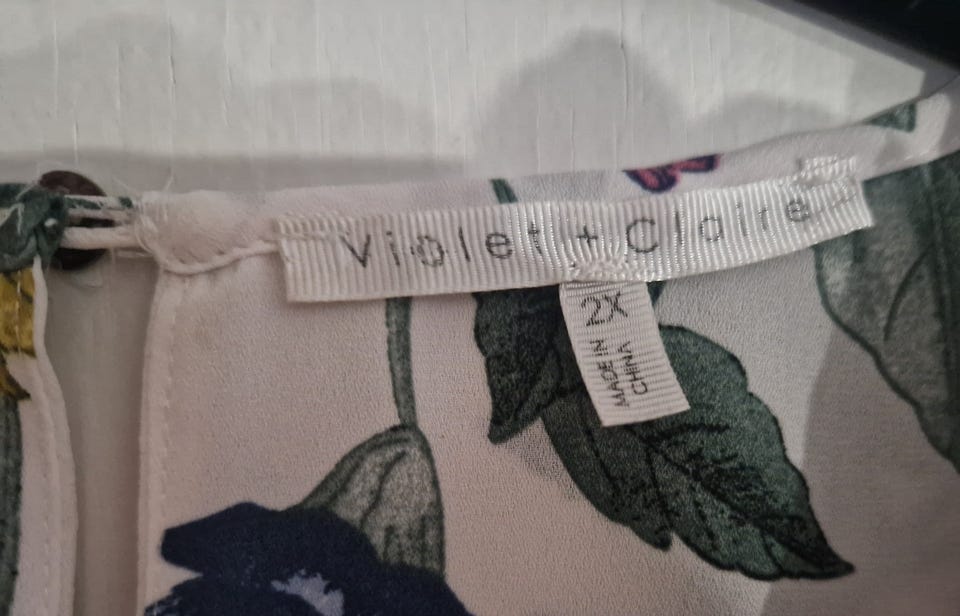 Violet + Claire
2X
MADE IN
CHINA